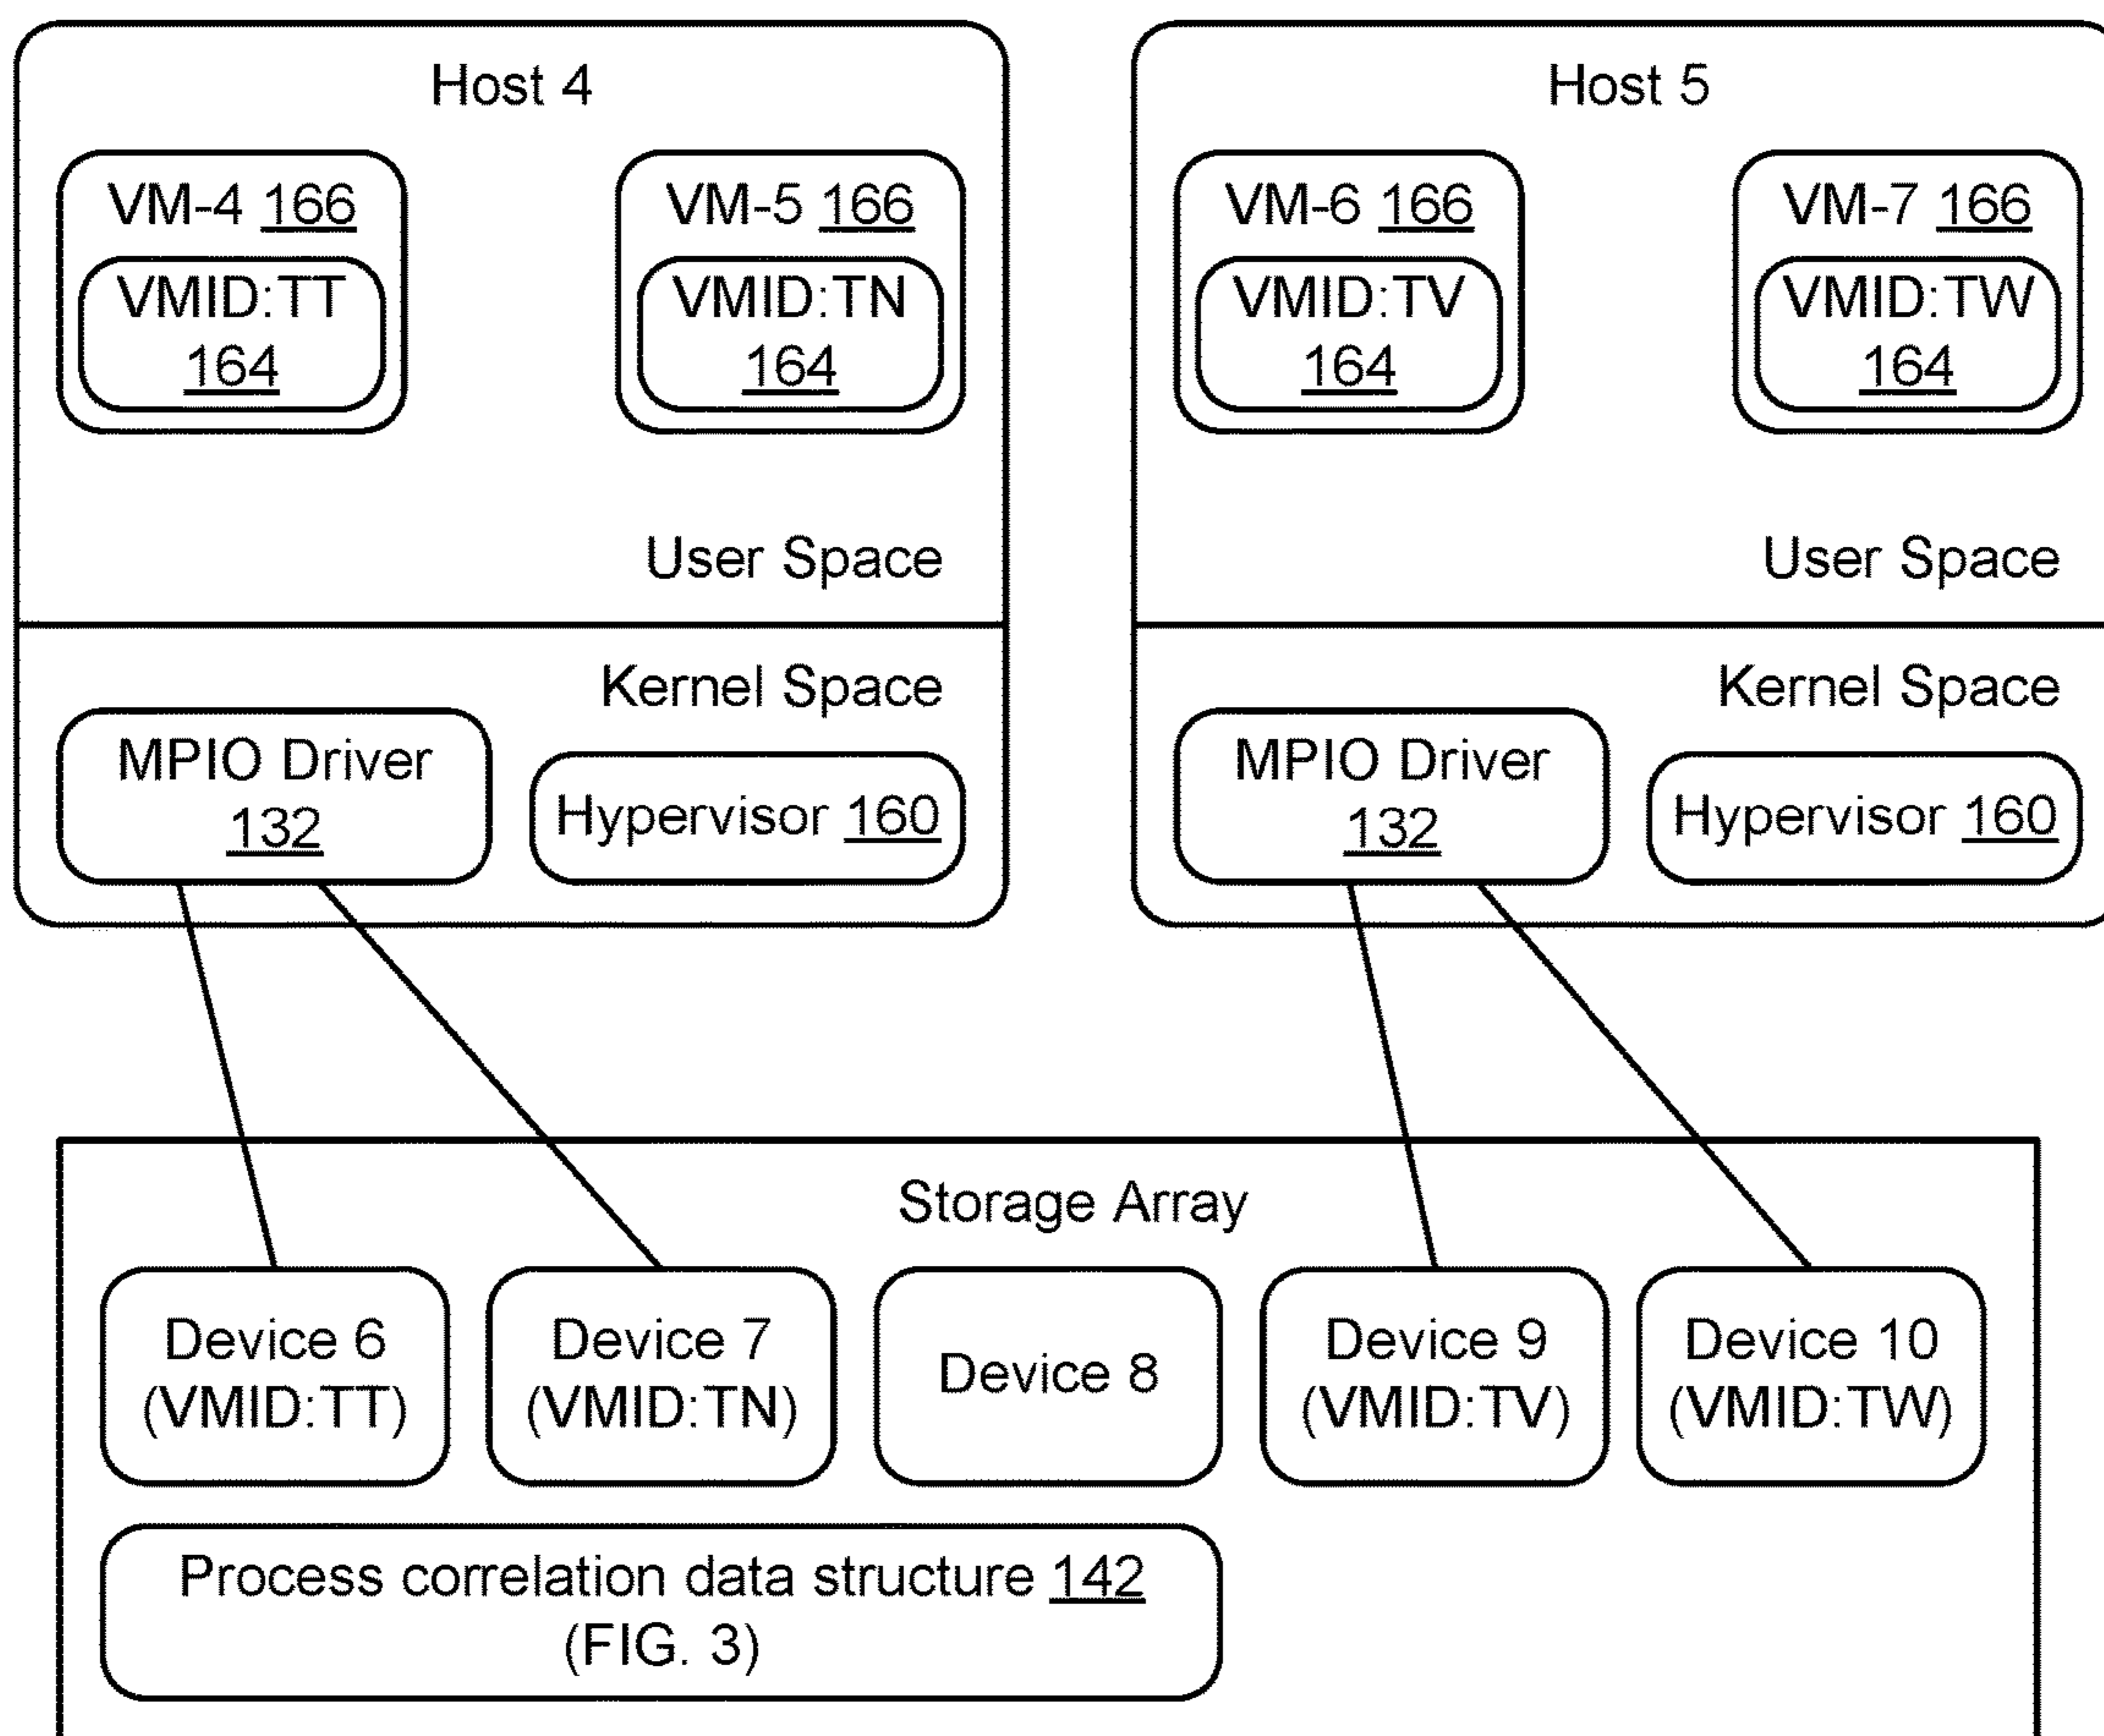 Host 4
VM-4 166
VMID:TT
164
VM-5 166
VMID:TN
164
User Space
Kernel Space
MPIO Driver
132
Hypervisor 160
Host 5
VM-6 166
VMID:TV
164
VM-7 166
VMID:TW
164
User Space
Kernel Space
MPIO Driver
132
Hypervisor 160
Storage Array
Device 6
(VMID:TT)
Device 7
(VMID:TN)
Device 8
Device 9
(VMID:TV)
Device 10
(VMID:TW)
Process correlation data structure 142
(FIG. 3)